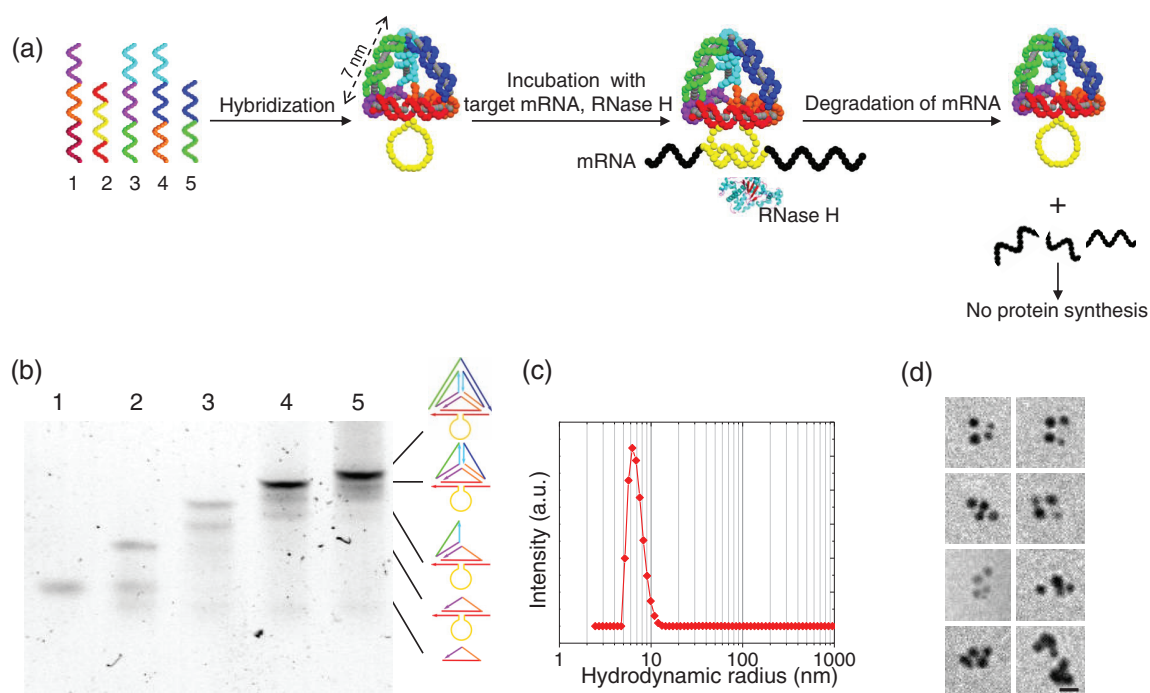 (a)
7 nm
Hybridization
Incubation with
target mRNA, RNase H
Degradation of mRNA
mRNA
RNase H
+
No protein synthesis
1 2 3 4 5
(b)
1 2 3 4 5
(c)
Intensity (a.u.)
1 10 100 1000
Hydrodynamic radius (nm)
(d)